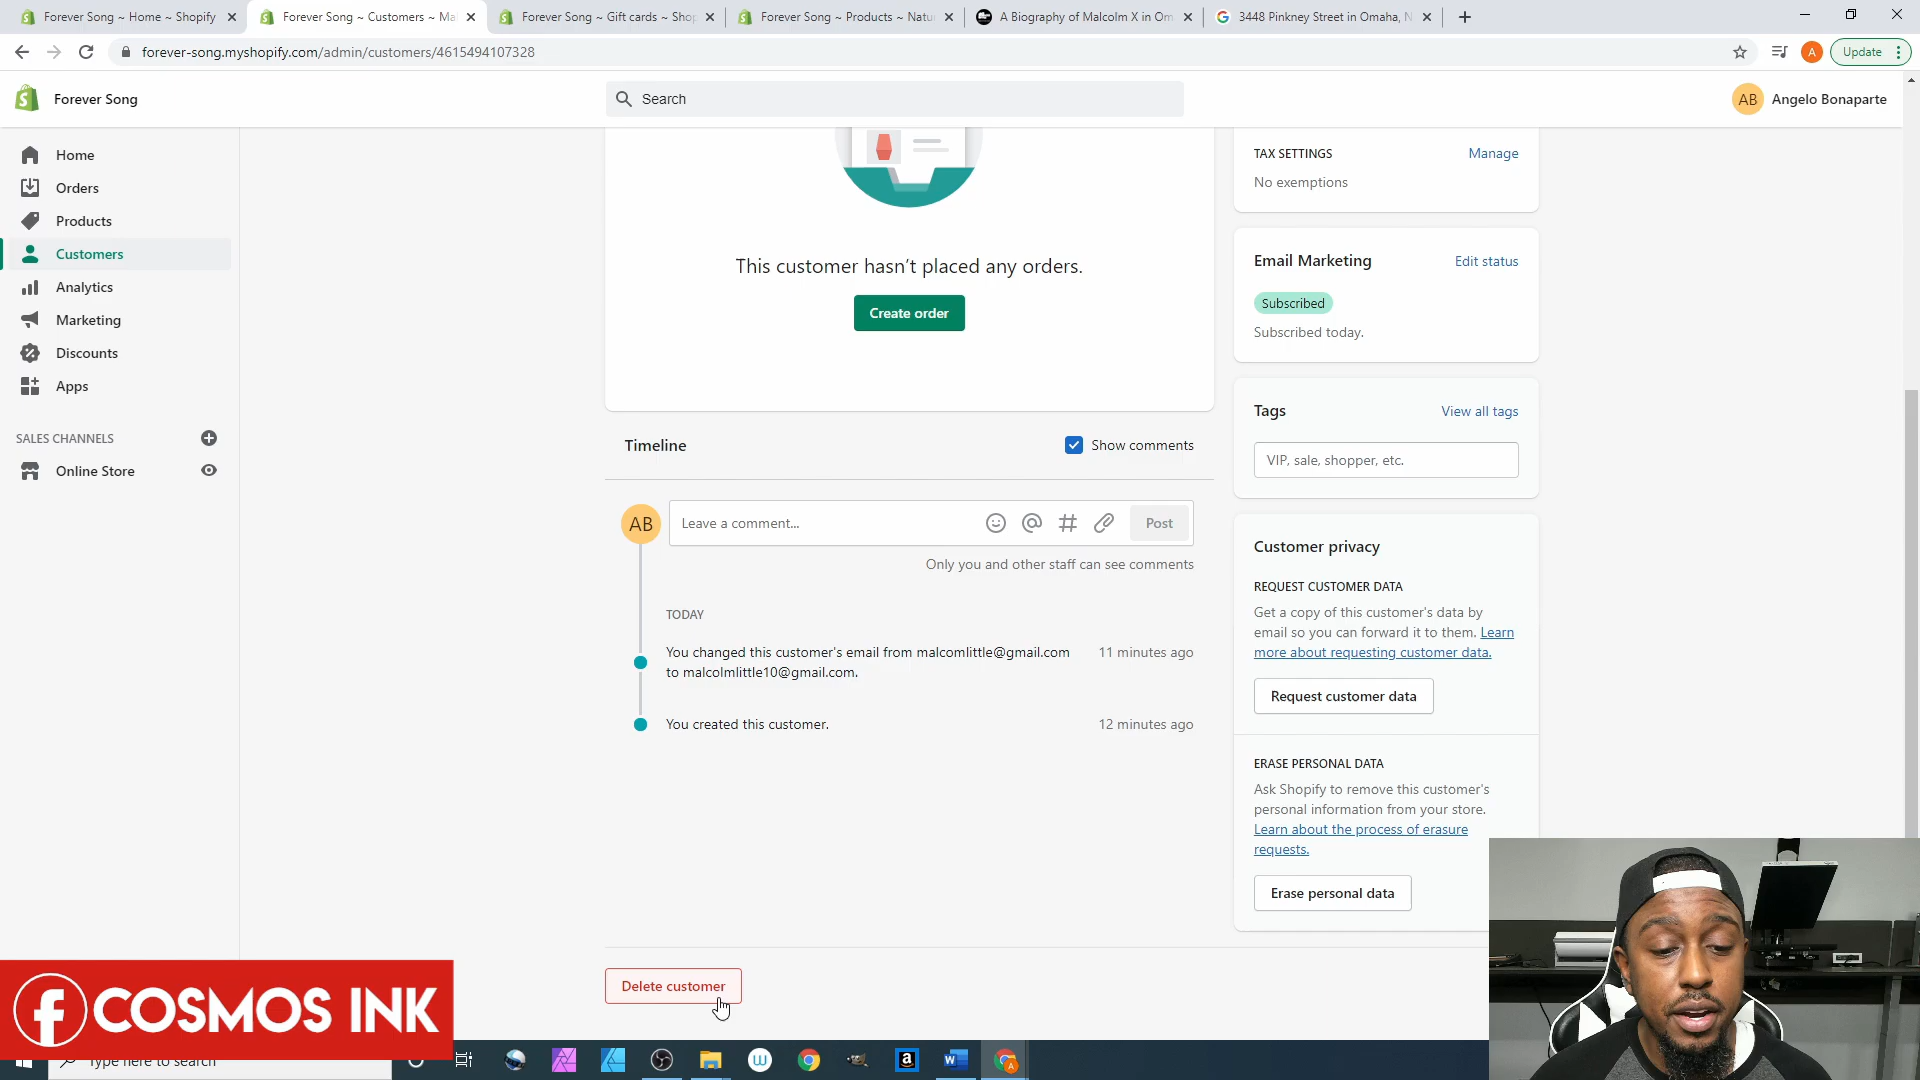 Forever Song ~ Home ~ Shopify
Forever Song ~ Customers ~ Ma
Forever Song ~ Gift cards ~ Shop
Forever Song ~ Products ~ Natu
A Biography of Malcolm X in Om
3448 Pinkney Street in Omaha, N
forever-song.myshopify.com/admin/customers/4615494107328
A
Update
Forever Song
Search
AB
Angelo Bonaparte
Home
Orders
Products
Customers
Analytics
Marketing
Discounts
Apps
SALES CHANNELS
Online Store
This customer hasn't placed any orders.
Create order
Timeline
Show comments
AB
Leave a comment...
Post
Only you and other staff can see comments
TODAY
You changed this customer's email from malcomlittle@gmail.com
to malcolmlittle10@gmail.com.
11 minutes ago
You created this customer.
12 minutes ago
Delete customer
TAX SETTINGS
Manage
No exemptions
Email Marketing
Edit status
Subscribed
Subscribed today.
Tags
View all tags
VIP, sale, shopper, etc.
Customer privacy
REQUEST CUSTOMER DATA
Get a copy of this customer's data by
email so you can forward it to them. Learn
more about requesting customer data.
Request customer data
ERASE PERSONAL DATA
Ask Shopify to remove this customer's
personal information from your store.
Learn about the process of erasure
requests.
Erase personal data
COSMOS INK
Type here to search